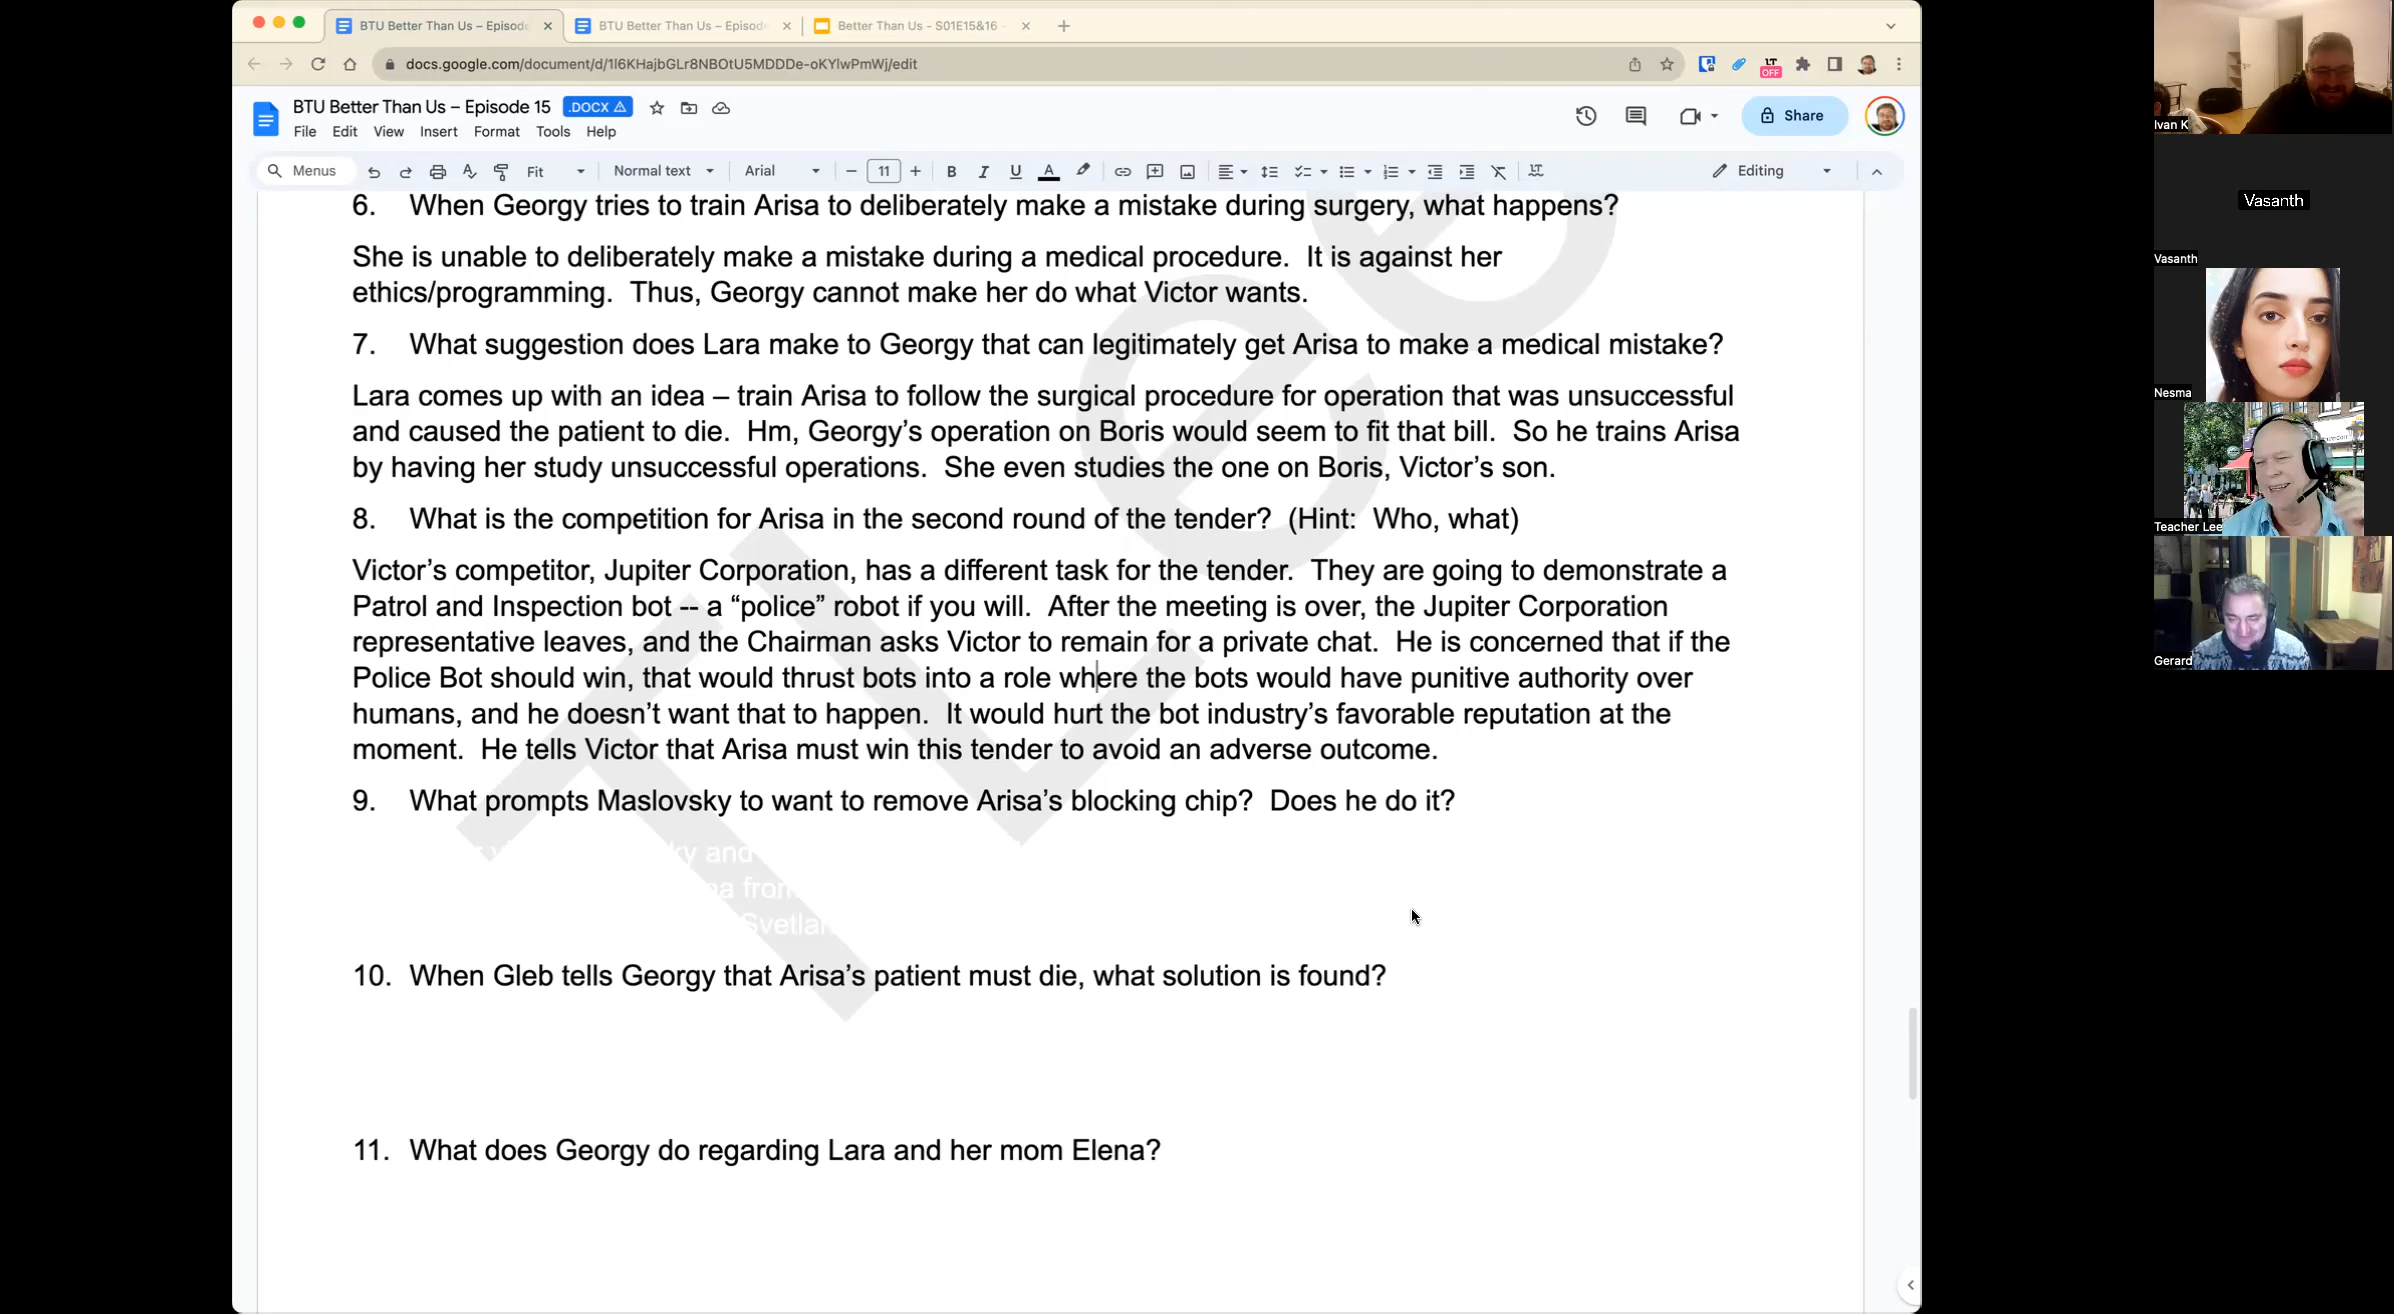 BTU Better Than Us – Episode
BTU Better Than Us – Episode
Better Than Us - S01E15&16 -
docs.google.com/document/d/1I6KHajbGLr8NBOtU5MDDDe-oKYlwPmWj/edit
LT
OFF
BTU Better Than Us – Episode 15 .DOCX
File Edit View Insert Format Tools Help
Share
Menus Fit Normal text Arial 11 B I U A LT Editing
6. When Georgy tries to train Arisa to deliberately make a mistake during surgery, what happens?
She is unable to deliberately make a mistake during a medical procedure. It is against her
ethics/programming. Thus, Georgy cannot make her do what Victor wants.
7. What suggestion does Lara make to Georgy that can legitimately get Arisa to make a medical mistake?
Lara comes up with an idea – train Arisa to follow the surgical procedure for operation that was unsuccessful
and caused the patient to die. Hm, Georgy’s operation on Boris would seem to fit that bill. So he trains Arisa
by having her study unsuccessful operations. She even studies the one on Boris, Victor’s son.
8. What is the competition for Arisa in the second round of the tender? (Hint: Who, what)
Victor’s competitor, Jupiter Corporation, has a different task for the tender. They are going to demonstrate a
Patrol and Inspection bot -- a “police” robot if you will. After the meeting is over, the Jupiter Corporation
representative leaves, and the Chairman asks Victor to remain for a private chat. He is concerned that if the
Police Bot should win, that would thrust bots into a role where the bots would have punitive authority over
humans, and he doesn’t want that to happen. It would hurt the bot industry’s favorable reputation at the
moment. He tells Victor that Arisa must win this tender to avoid an adverse outcome.
9. What prompts Maslovsky to want to remove Arisa’s blocking chip? Does he do it?
and
10. When Gleb tells Georgy that Arisa’s patient must die, what solution is found?
11. What does Georgy do regarding Lara and her mom Elena?
TLee
Ivan K
Vasanth
Vasanth
Nesma
Teacher Lee
Gerard